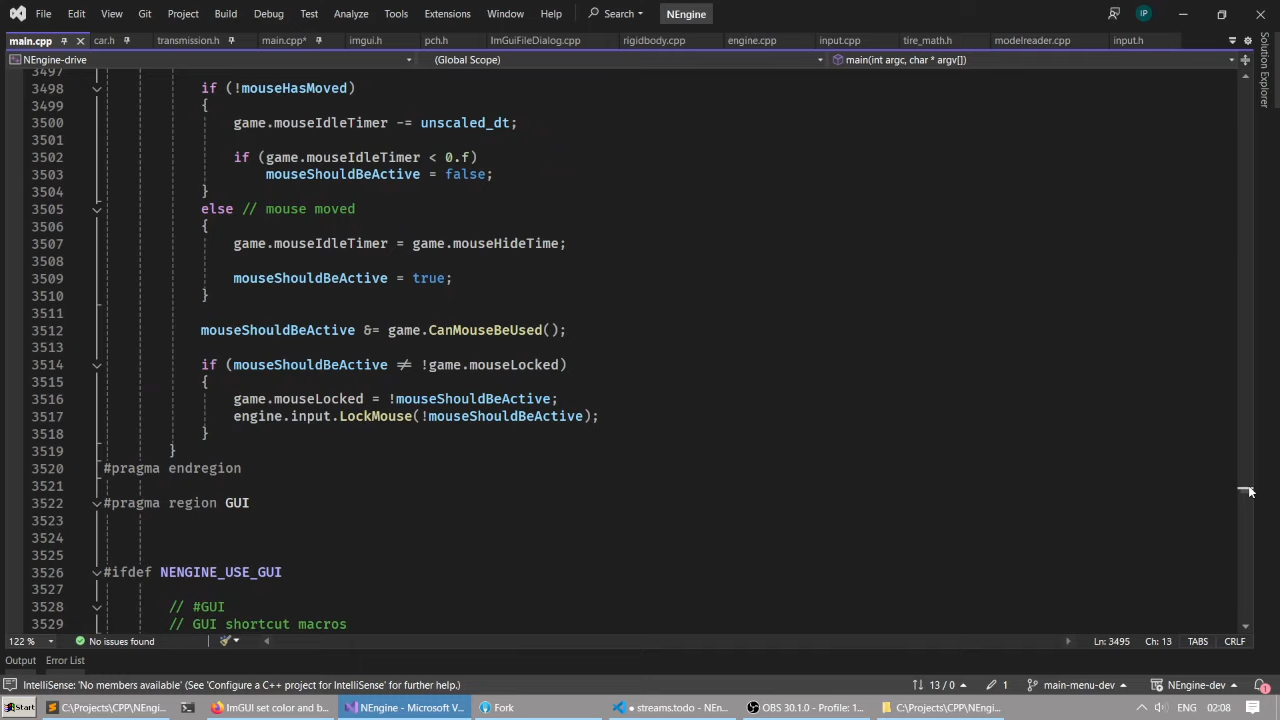 File Edit View Git Project Build Debug Test Analyze Tools Extensions Window Help Search NEngine IP
main.cpp car.h transmission.h main.cpp* imgui.h pch.h ImGuiFileDialog.cpp rigidbody.cpp engine.cpp input.cpp tire_math.h modelreader.cpp input.h
NEngine-drive (Global Scope) main(int argc, char * argv[])
Solution Explorer
3497
3498 if (!mouseHasMoved)
3499 {
3500 game.mouseIdleTimer -= unscaled_dt;
3501
3502 if (game.mouseIdleTimer < 0.f)
3503 mouseShouldBeActive = false;
3504 }
3505 else // mouse moved
3506 {
3507 game.mouseIdleTimer = game.mouseHideTime;
3508
3509 mouseShouldBeActive = true;
3510 }
3511
3512 mouseShouldBeActive &= game.CanMouseBeUsed();
3513
3514 if (mouseShouldBeActive ≠ !game.mouseLocked)
3515 {
3516 game.mouseLocked = !mouseShouldBeActive;
3517 engine.input.LockMouse(!mouseShouldBeActive);
3518 }
3519 }
3520 #pragma endregion
3521
3522 #pragma region GUI
3523
3524
3525
3526 #ifdef NENGINE_USE_GUI
3527
3528 // #GUI
3529 // GUI shortcut macros
122 % No issues found Ln: 3495 Ch: 13 TABS CRLF
Output Error List
IntelliSense: 'No members available' (See 'Configure a C++ project for IntelliSense' for further help.) 13 / 0 1 main-menu-dev NEngine-dev 1
Start C:\Projects\CPP\NEngi... ImGUI set color and b... NEngine - Microsoft V... Fork streams.todo - NEn... OBS 30.1.0 - Profile: 1... C:\Projects\CPP\NEn... ENG 02:08